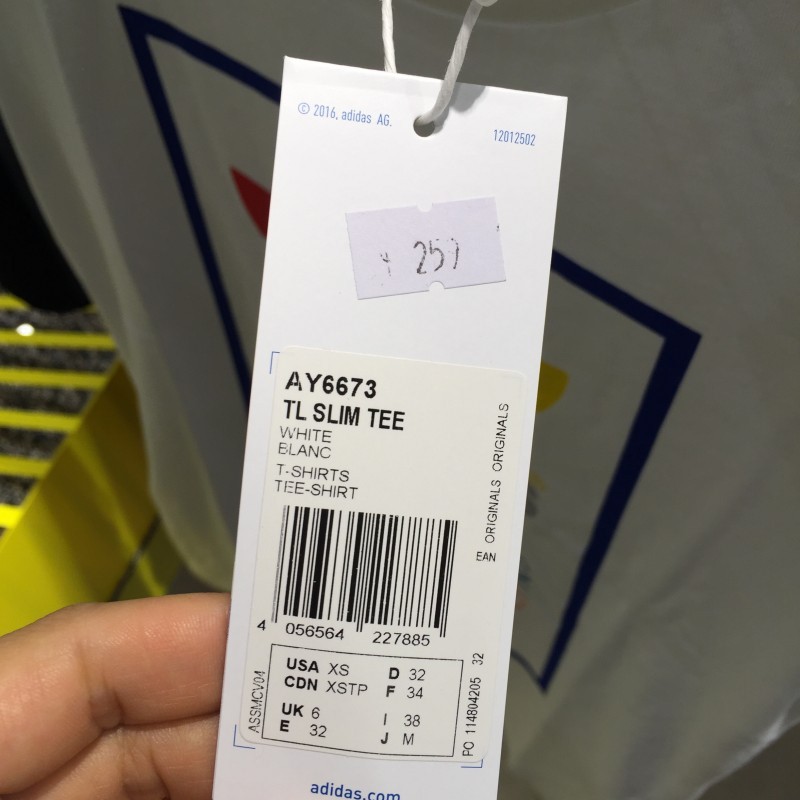 © 2016, adidas AG.
12012502
¥ 259
AY6673
TL SLIM TEE
WHITE
BLANC
T-SHIRTS
TEE-SHIRT
ORIGINALS ORIGINALS
EAN
4 056564 227885
USA XS D 32
CDN XSTP F 34
UK 6 I 38
E 32 J M
ASSMCV04
PO 114804205 32
adidas.com